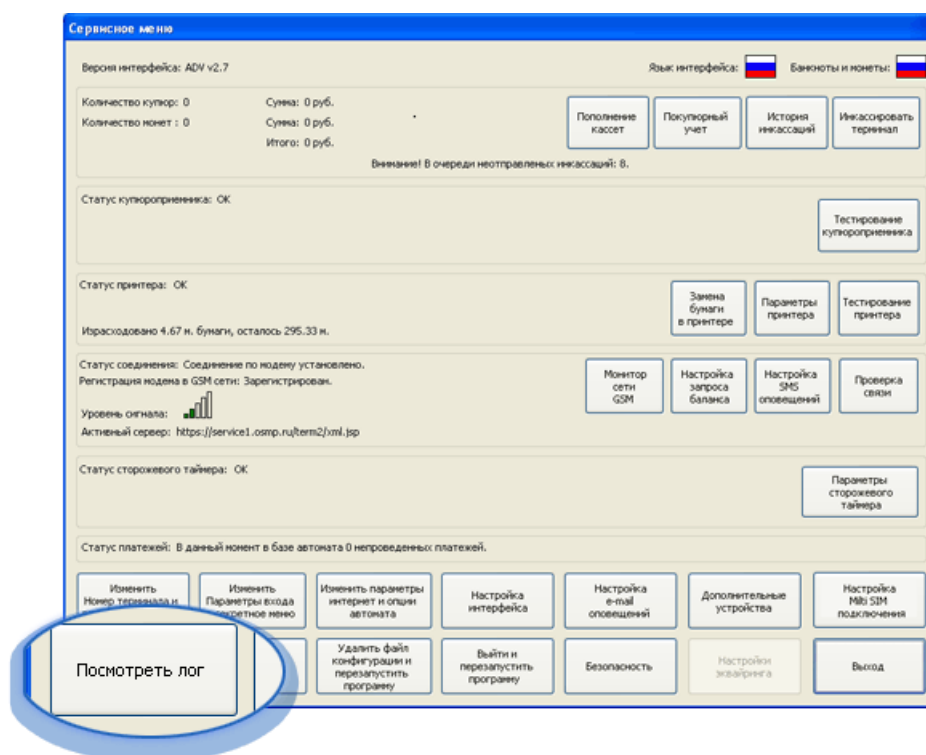 Сервисное меню
Версия интерфейса: ADV v2.7
Язык интерфейса:
Банкноты и монеты:
Количество купюр: 0
Сумма: 0 руб.
Количество монет : 0
Сумма: 0 руб.
Итого: 0 руб.
Пополнение
кассет
Покупюрный
учет
История
инкассаций
Инкассировать
терминал
Внимание! В очереди неотправленых инкассаций: 8.
Статус купюроприенника: OK
Тестирование
купюроприенника
Статус принтера: OK
Замена
бумаги
в принтере
Параметры
принтера
Тестирование
принтера
Израсходовано 4.67 м. бумаги, осталось 295.33 м.
Статус соединения: Соединение по модему установлено.
Регистрация модема в GSM сети: Зарегистрирован.
Уровень сигнала:
Активный сервер: https://service1.osmp.ru/term2/xml.jsp
Монитор
сети
GSM
Настройка
запроса
баланса
Настройка
SMS
оповещений
Проверка
связи
Статус сторожевого таймера: OK
Параметры
сторожевого
таймера
Статус платежей: В данный момент в базе автомата 0 непроведенных платежей.
Изменить
Номер терминала и
Изменить
Параметры входа
Изменить параметры
интернет и опции
автомата
Настройка
интерфейса
Настройка
e-mail
оповещений
Дополнительные
устройства
Настройка
Milti SIM
подключения
Посмотреть лог
Удалить файл
конфигурации и
перезапустить
программу
Выйти и
перезапустить
программу
Безопасность
Настройки
эквайринга
Выход